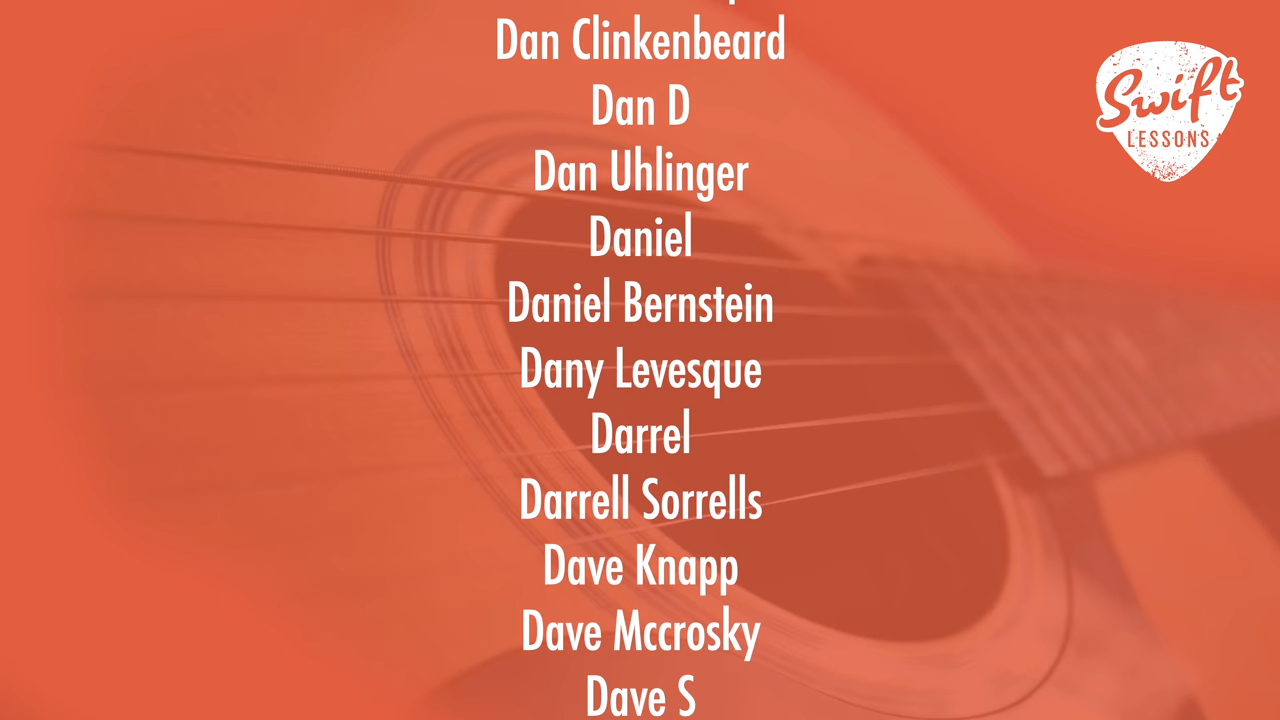 Dan Clinkenbeard
Dan D
Dan Uhlinger
Daniel
Daniel Bernstein
Dany Levesque
Darrel
Darrell Sorrells
Dave Knapp
Dave Mccrosky
Dave S
Swift
LESSONS